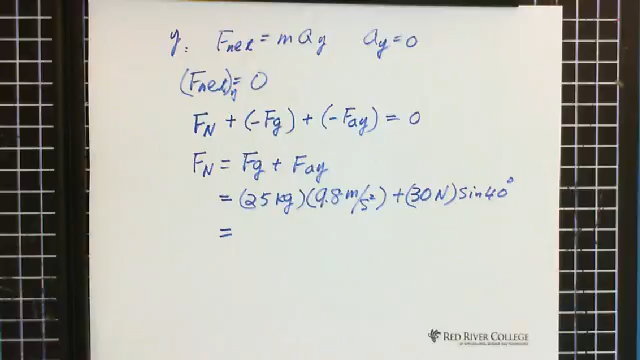 y: Fnet = m ay ay = 0
(Fnet)y = 0
FN + (-Fg) + (-Fay) = 0
FN = Fg + Fay
= (25 kg)(9.8 m/s²) + (30 N) sin 40°
=
RED RIVER COLLEGE